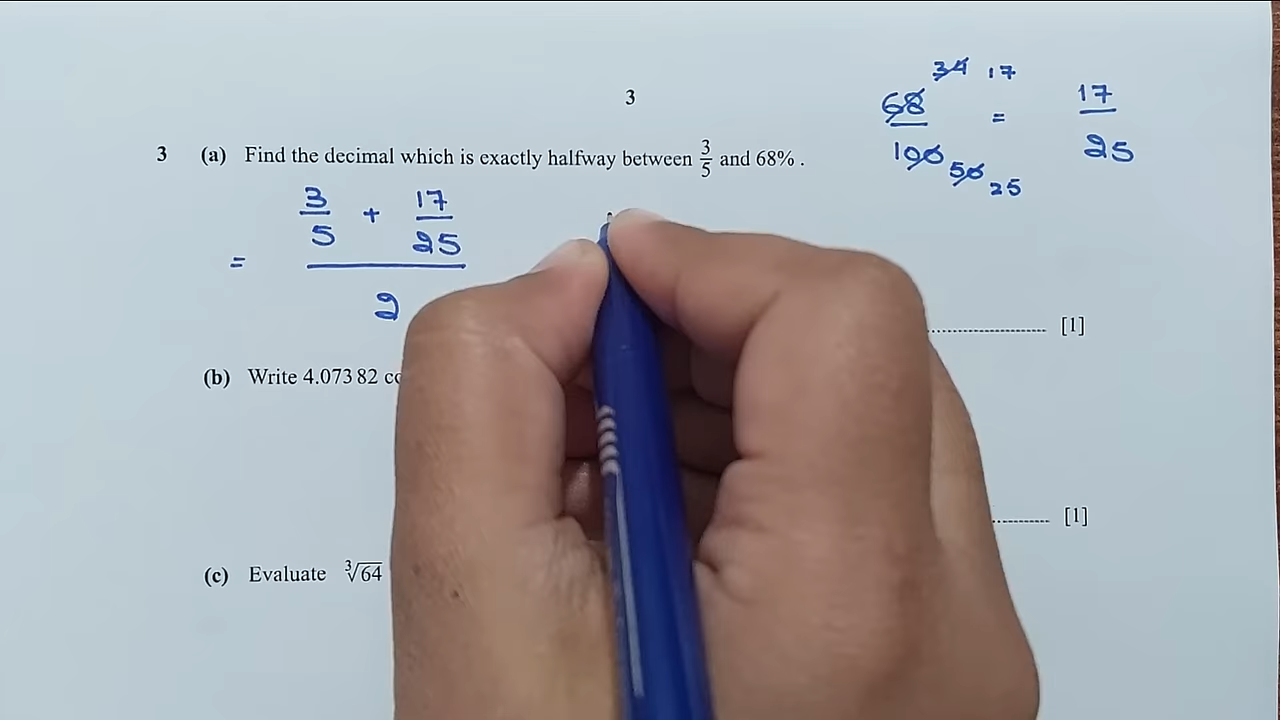 3
34 17
68/100 = 17/25
50 25
3 (a) Find the decimal which is exactly halfway between 3/5 and 68% .
3/5 + 17/25
=
2
[1]
(b) Write 4.073 82
[1]
(c) Evaluate ∛64